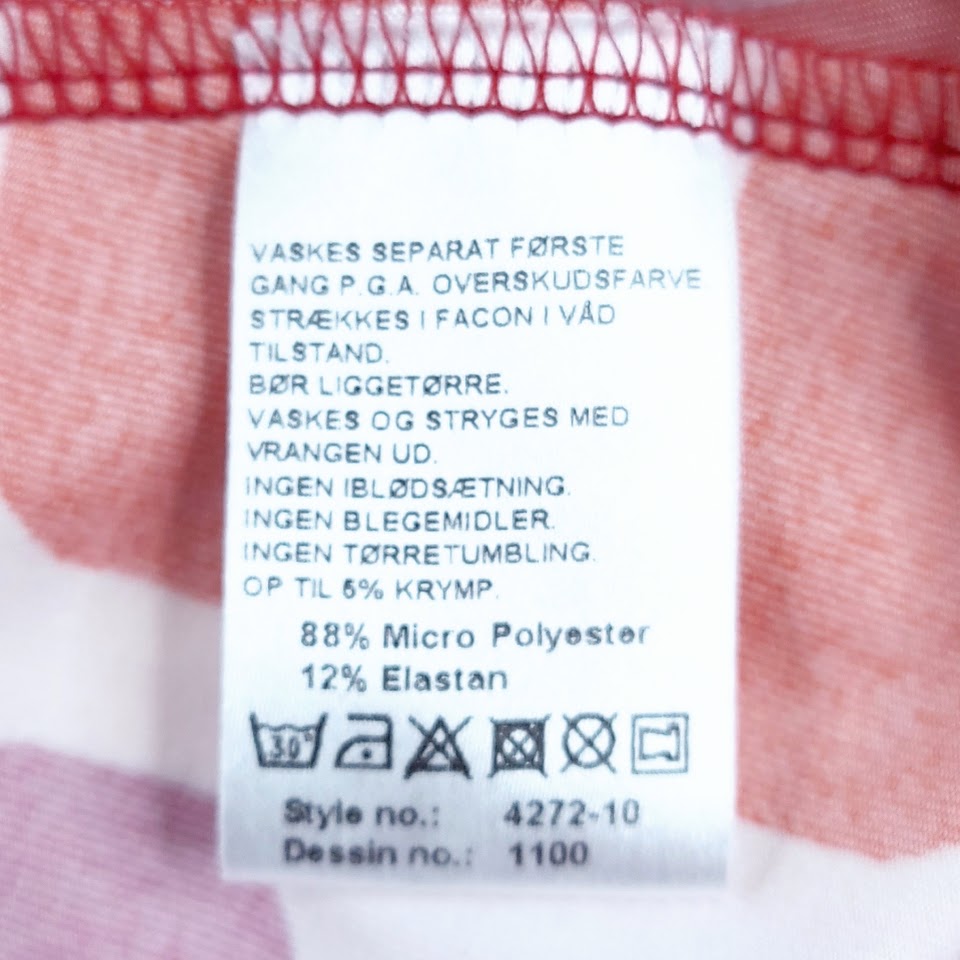 VASKES SEPARAT FØRSTE
GANG P.G.A. OVERSKUDSFARVE
STRÆKKES I FACON I VÅD
TILSTAND.
BØR LIGGETØRRE.
VASKES OG STRYGES MED
VRANGEN UD.
INGEN IBLØDSÆTNING.
INGEN BLEGEMIDLER.
INGEN TØRRETUMBLING.
OP TIL 5% KRYMP.
88% Micro Polyester
12% Elastan
30°
Style no.: 4272-10
Dessin no.: 1100